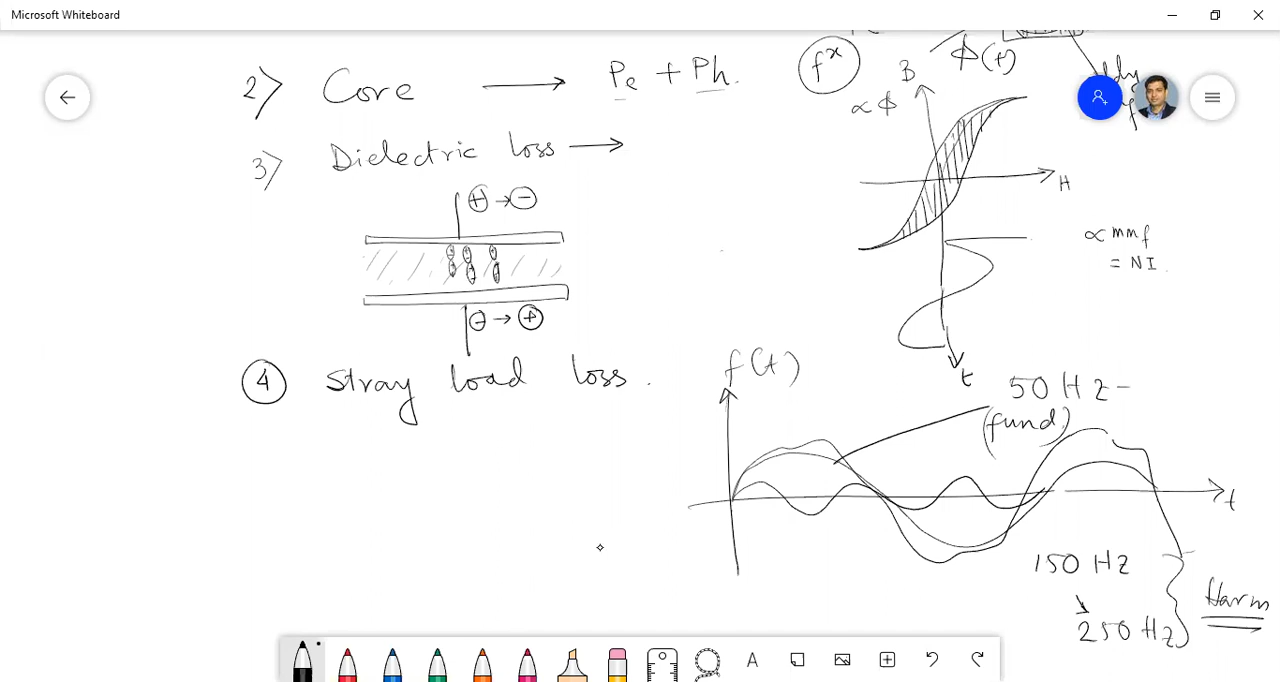 Microsoft Whiteboard
2) Core → Pe + Ph.
3) Dielectric loss →
+ → -
- → +
4 Stray load loss.
f^x
ϕ(t)
B
∝ ϕ
H
∝ mmf
= NI
t
f(t)
50 Hz -
(fund)
t
150 Hz
250 Hz
Harm
A